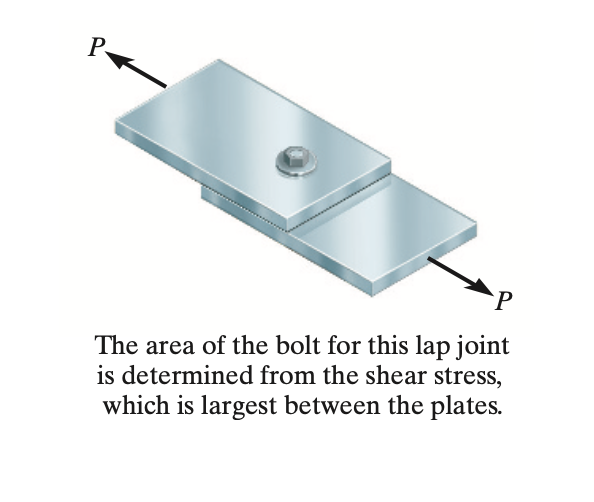 P
P
The area of the bolt for this lap joint
is determined from the shear stress,
which is largest between the plates.